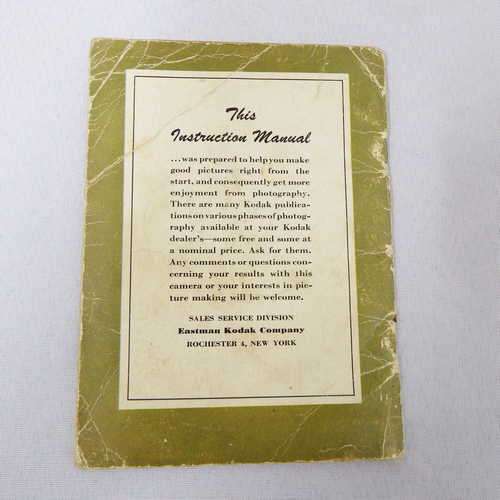 This
Instruction Manual
...was prepared to help you make
good pictures right from the
start, and consequently get more
enjoyment from photography.
There are many Kodak publica-
tions on various phases of photog-
raphy available at your Kodak
dealer's—some free and some at
a nominal price. Ask for them.
Any comments or questions con-
cerning your results with this
camera or your interests in pic-
ture making will be welcome.
SALES SERVICE DIVISION
Eastman Kodak Company
ROCHESTER 4, NEW YORK